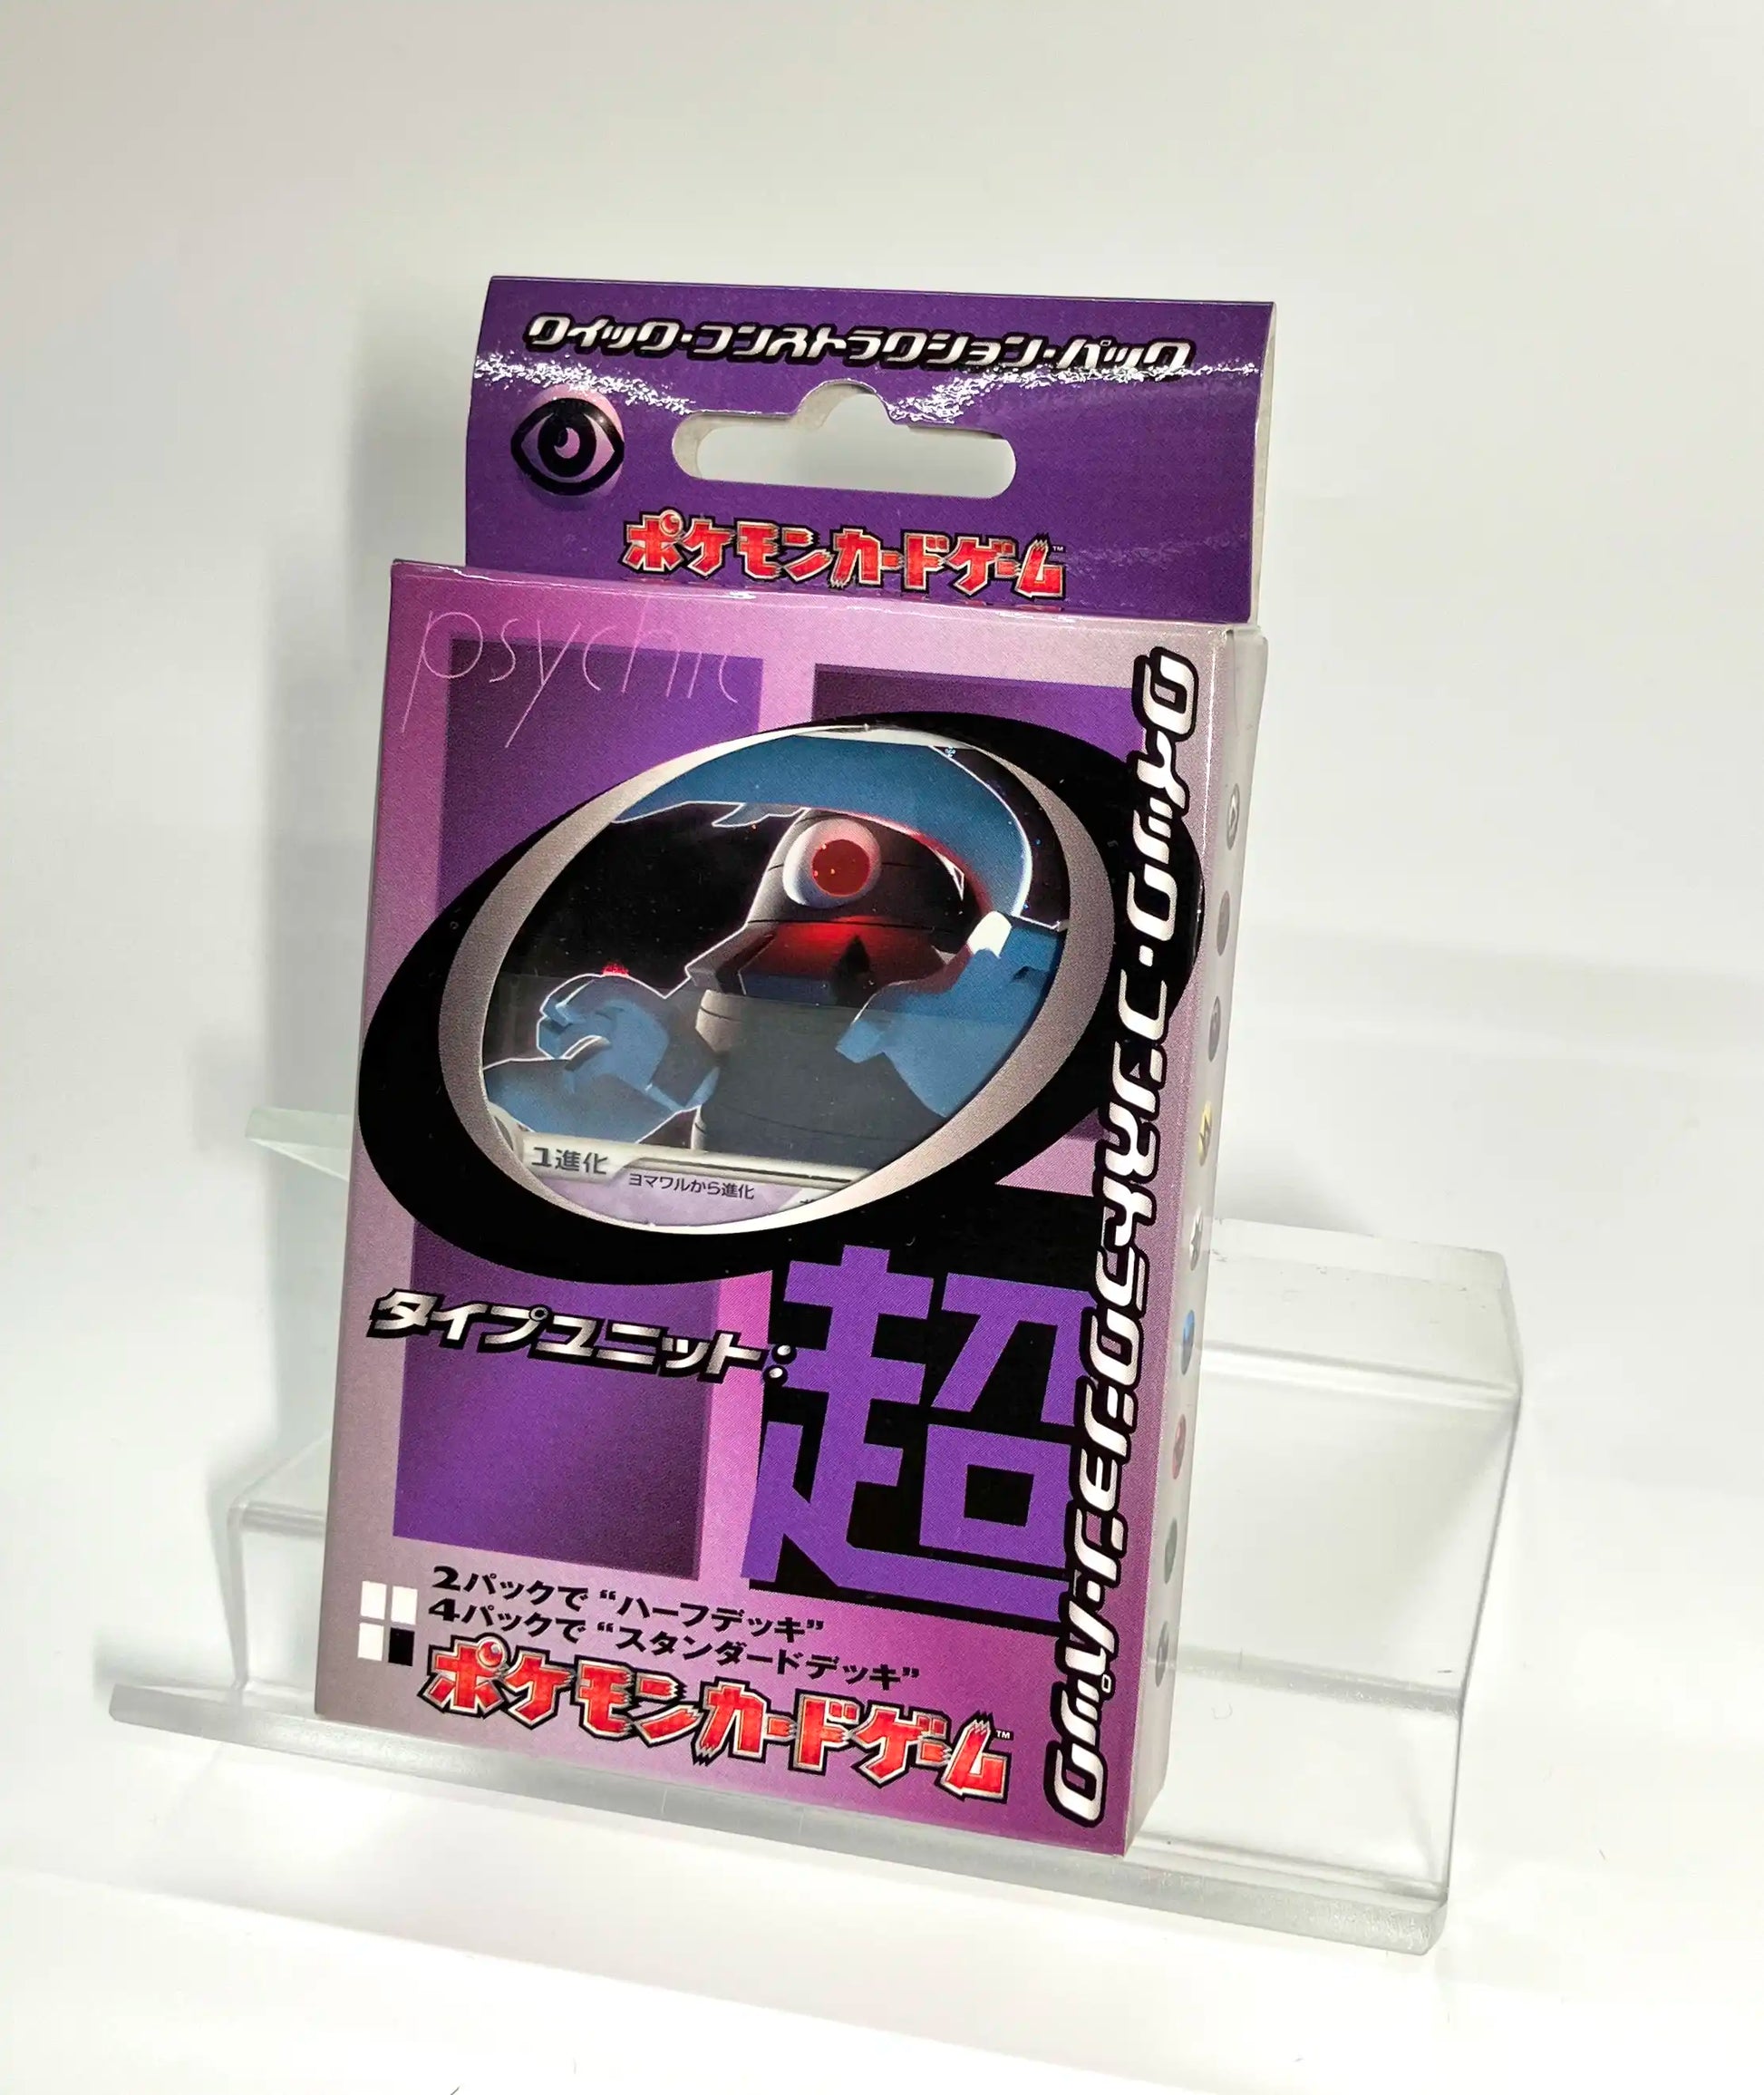 クイック・コンストラクション・パック
ポケモンカードゲーム™
psychic
クイック・コンストラクション・パック
1進化
ヨマワルから進化
タイプユニット:
超
2パックで“ハーフデッキ”
4パックで“スタンダードデッキ”
ポケモンカードゲーム™